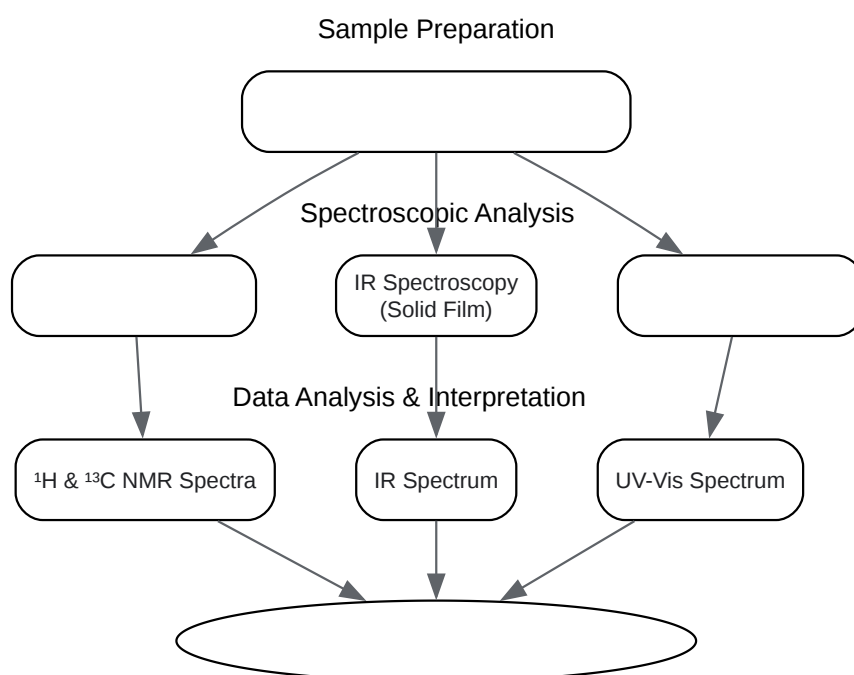 Sample Preparation
Spectroscopic Analysis
IR Spectroscopy
(Solid Film)
Data Analysis & Interpretation
¹H & ¹³C NMR Spectra
IR Spectrum
UV-Vis Spectrum